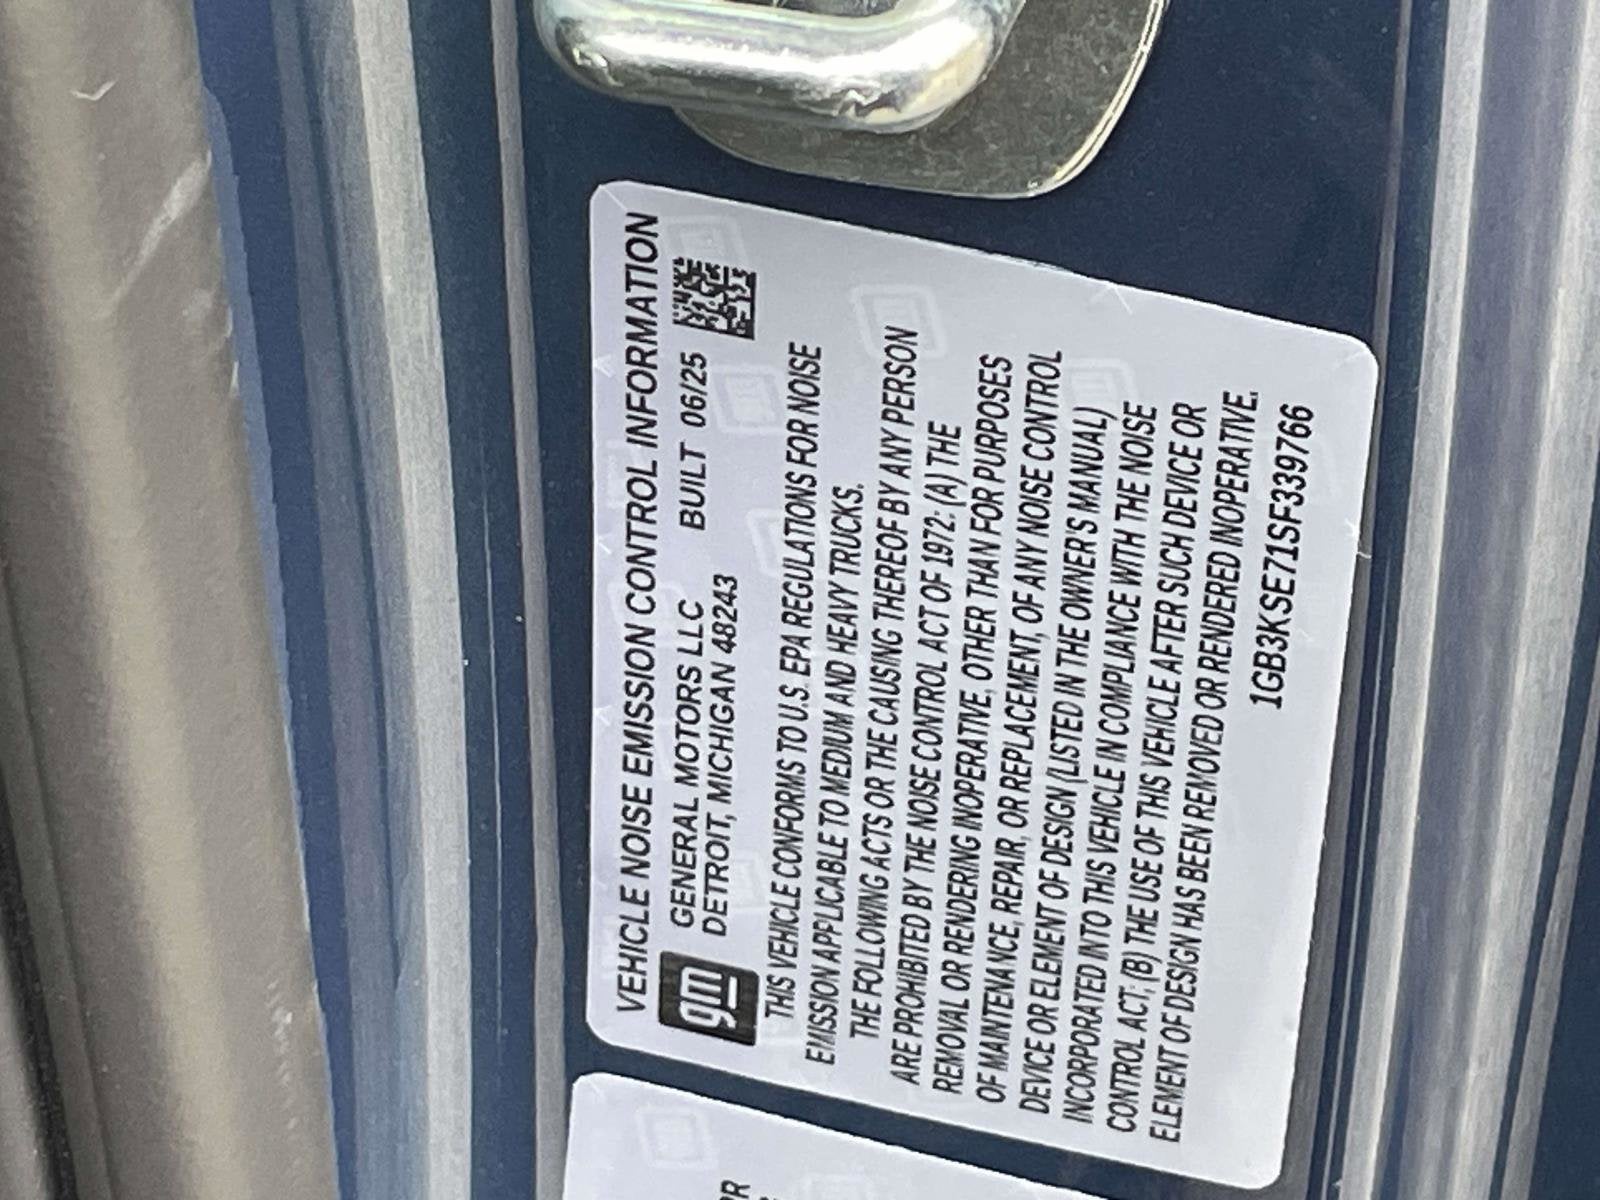 VEHICLE NOISE EMISSION CONTROL INFORMATION
gm
GENERAL MOTORS LLC BUILT 06/25
DETROIT, MICHIGAN 48243
THIS VEHICLE CONFORMS TO U.S. EPA REGULATIONS FOR NOISE
EMISSION APPLICABLE TO MEDIUM AND HEAVY TRUCKS.
THE FOLLOWING ACTS OR THE CAUSING THEREOF BY ANY PERSON
ARE PROHIBITED BY THE NOISE CONTROL ACT OF 1972: (A) THE
REMOVAL OR RENDERING INOPERATIVE, OTHER THAN FOR PURPOSES
OF MAINTENANCE, REPAIR, OR REPLACEMENT, OF ANY NOISE CONTROL
DEVICE OR ELEMENT OF DESIGN (LISTED IN THE OWNER'S MANUAL)
INCORPORATED INTO THIS VEHICLE IN COMPLIANCE WITH THE NOISE
CONTROL ACT; (B) THE USE OF THIS VEHICLE AFTER SUCH DEVICE OR
ELEMENT OF DESIGN HAS BEEN REMOVED OR RENDERED INOPERATIVE.
1GB3KSE71SF339766